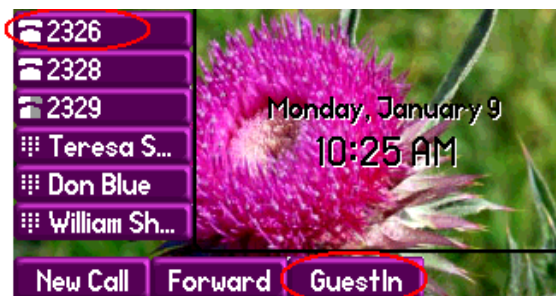 2326
2328
2329
Teresa S...
Don Blue
William Sh...
Monday, January 9
10:25 AM
New Call
Forward
GuestIn